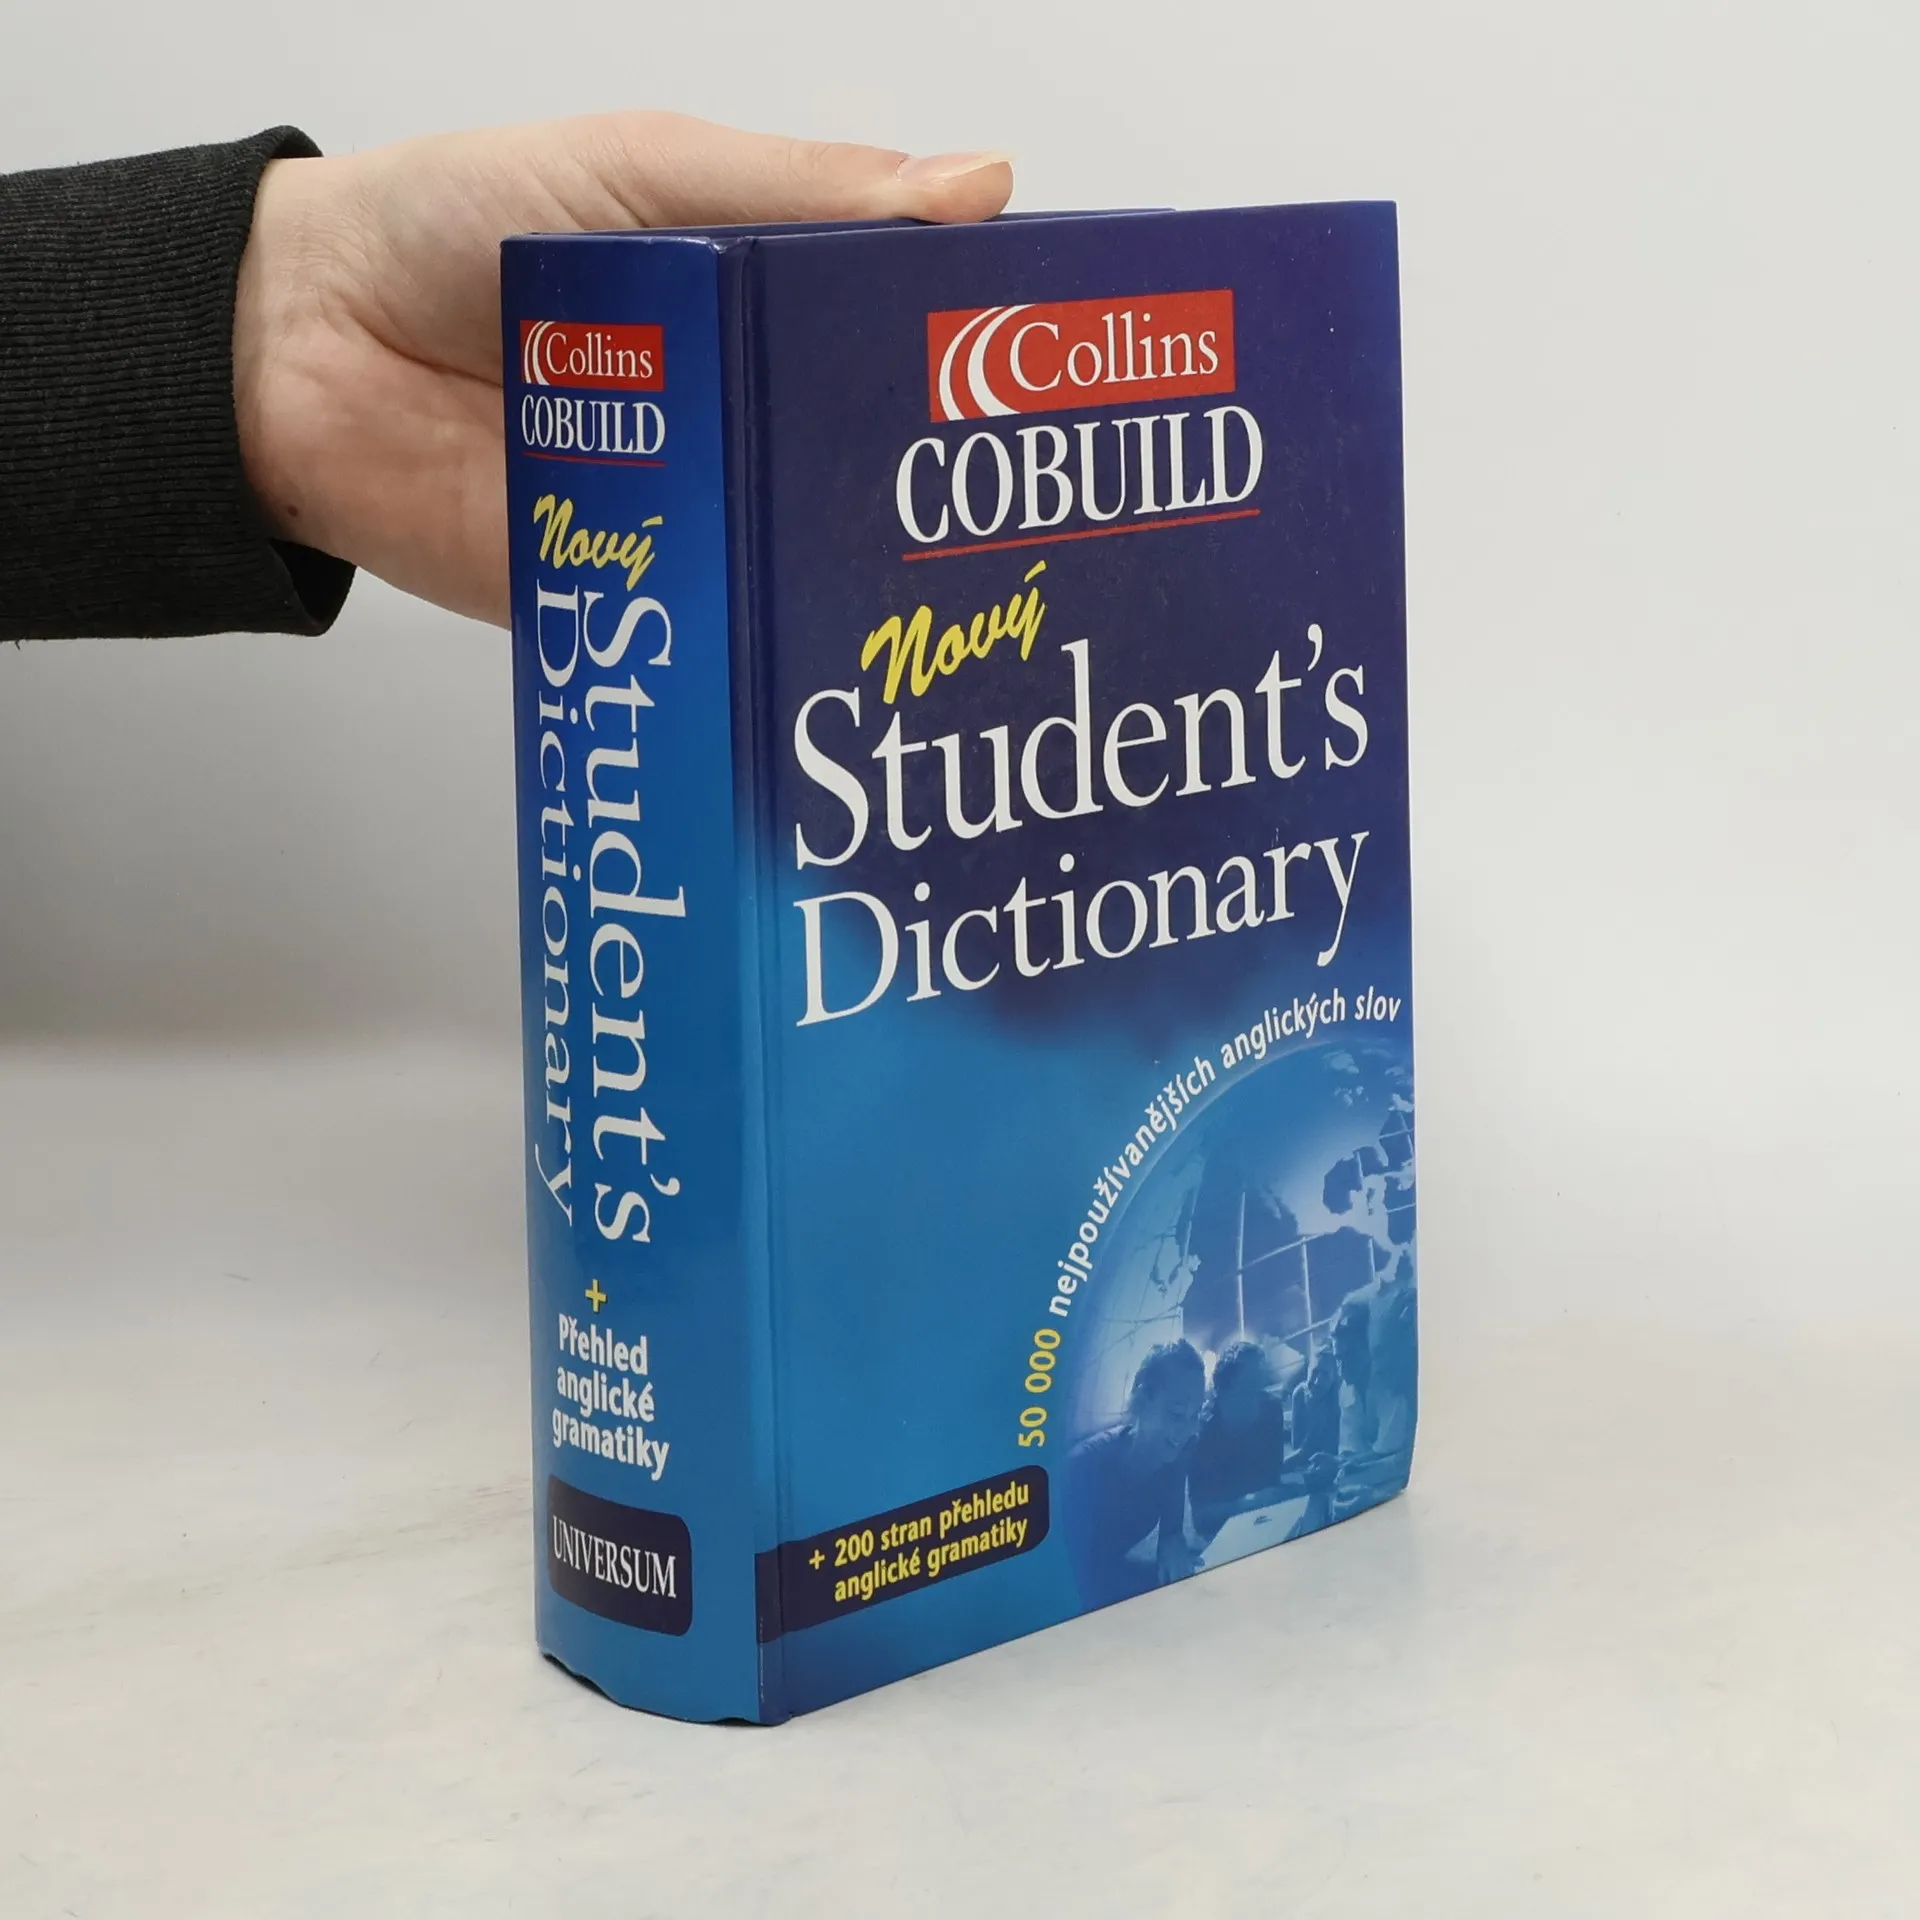 Collins
COBUILD
Nový
Student's
Dictionary
+
Přehled
anglické
gramatiky
UNIVERSUM
Collins
COBUILD
Nový
Student's
Dictionary
50 000 nejpoužívanějších anglických slov
+ 200 stran přehledu
anglické gramatiky